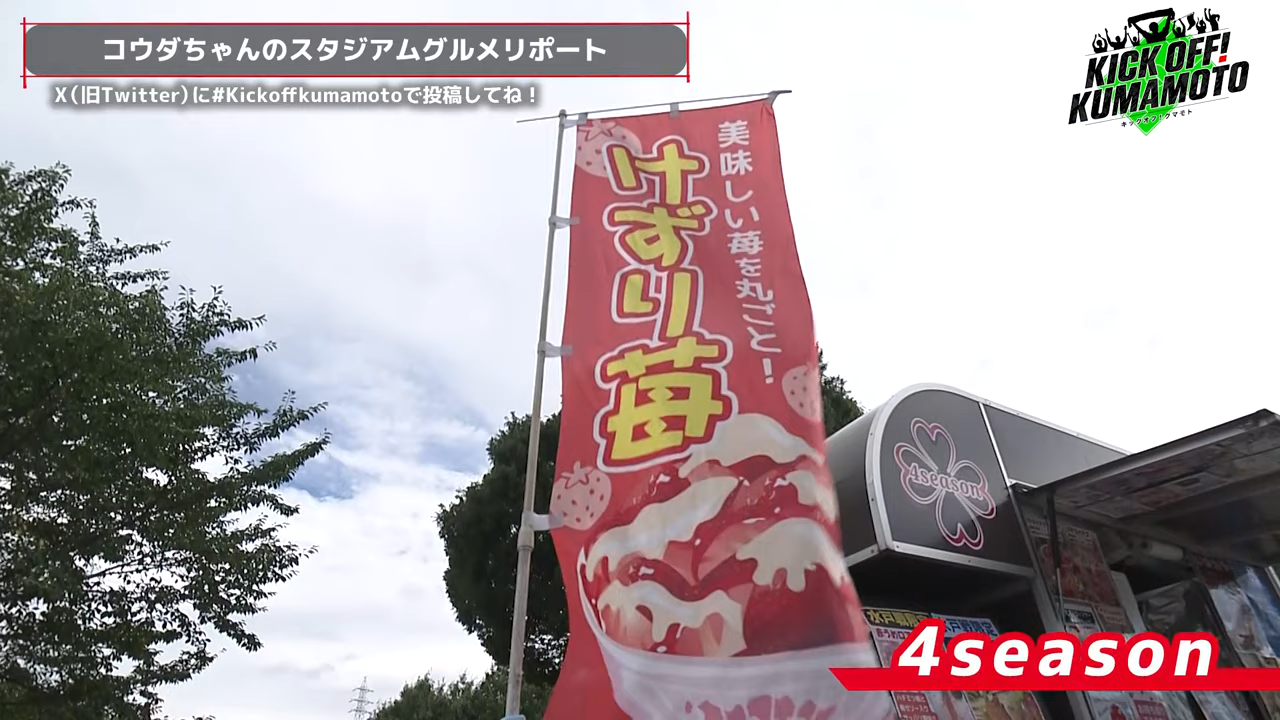 コウダちゃんのスタジアムグルメリポート
X(旧Twitter)に#Kickoffkumamotoで投稿してね!
KICK OFF!
KUMAMOTO
キックオフ!クマモト
美味しい苺を丸ごと!
けずり苺
4season
4season